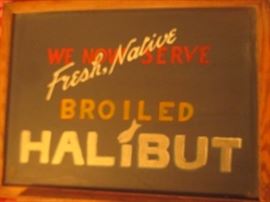 WE NOW SERVE
Fresh, Native
BROILED
HALIBUT